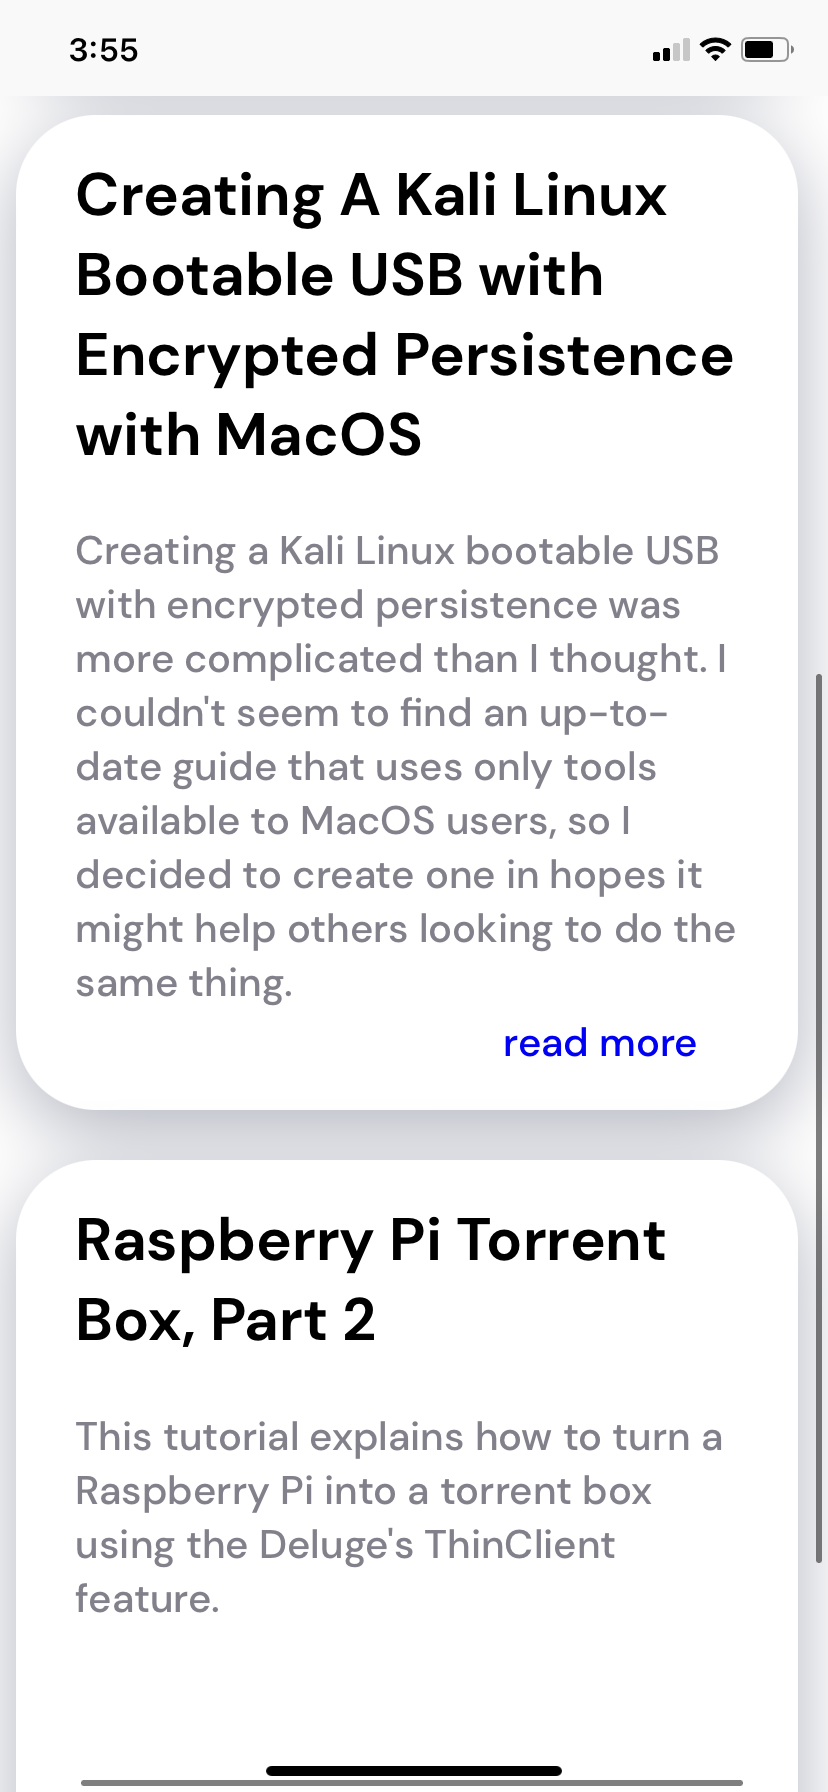 3:55
Creating A Kali Linux
Bootable USB with
Encrypted Persistence
with MacOS
Creating a Kali Linux bootable USB
with encrypted persistence was
more complicated than I thought. I
couldn't seem to find an up-to-
date guide that uses only tools
available to MacOS users, so I
decided to create one in hopes it
might help others looking to do the
same thing.
read more
Raspberry Pi Torrent
Box, Part 2
This tutorial explains how to turn a
Raspberry Pi into a torrent box
using the Deluge's ThinClient
feature.